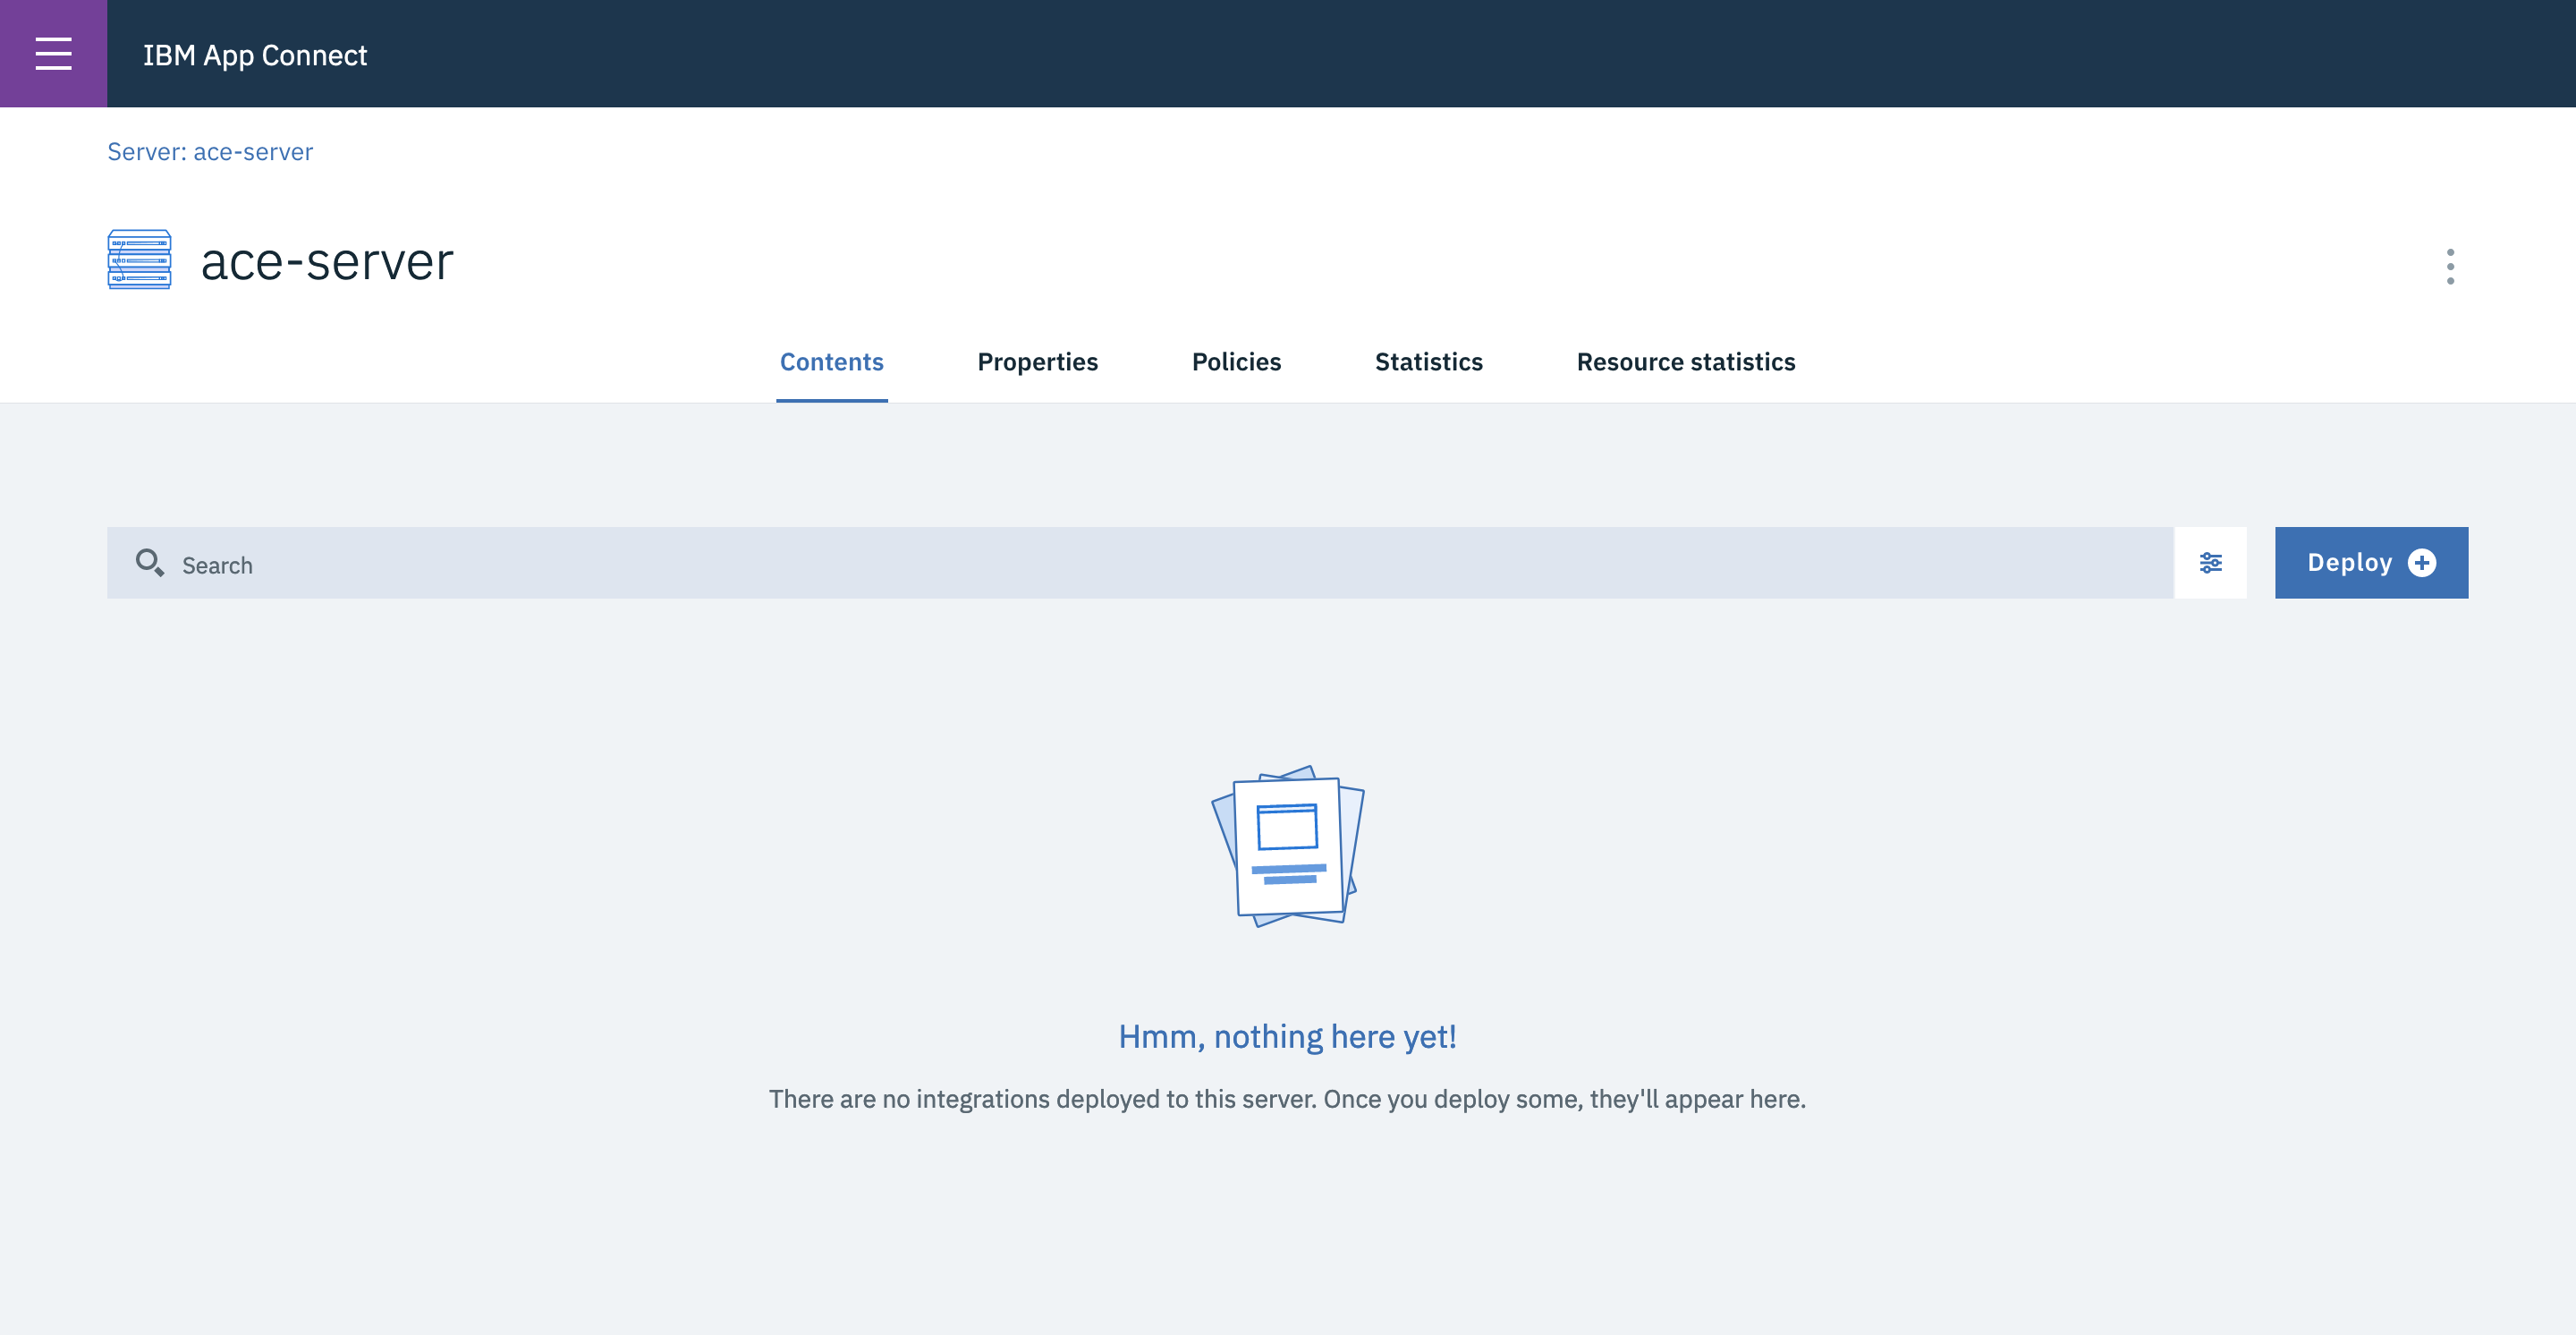 IBM App Connect
Server: ace-server
ace-server
Contents Properties Policies Statistics Resource statistics
Search Deploy
Hmm, nothing here yet!
There are no integrations deployed to this server. Once you deploy some, they'll appear here.